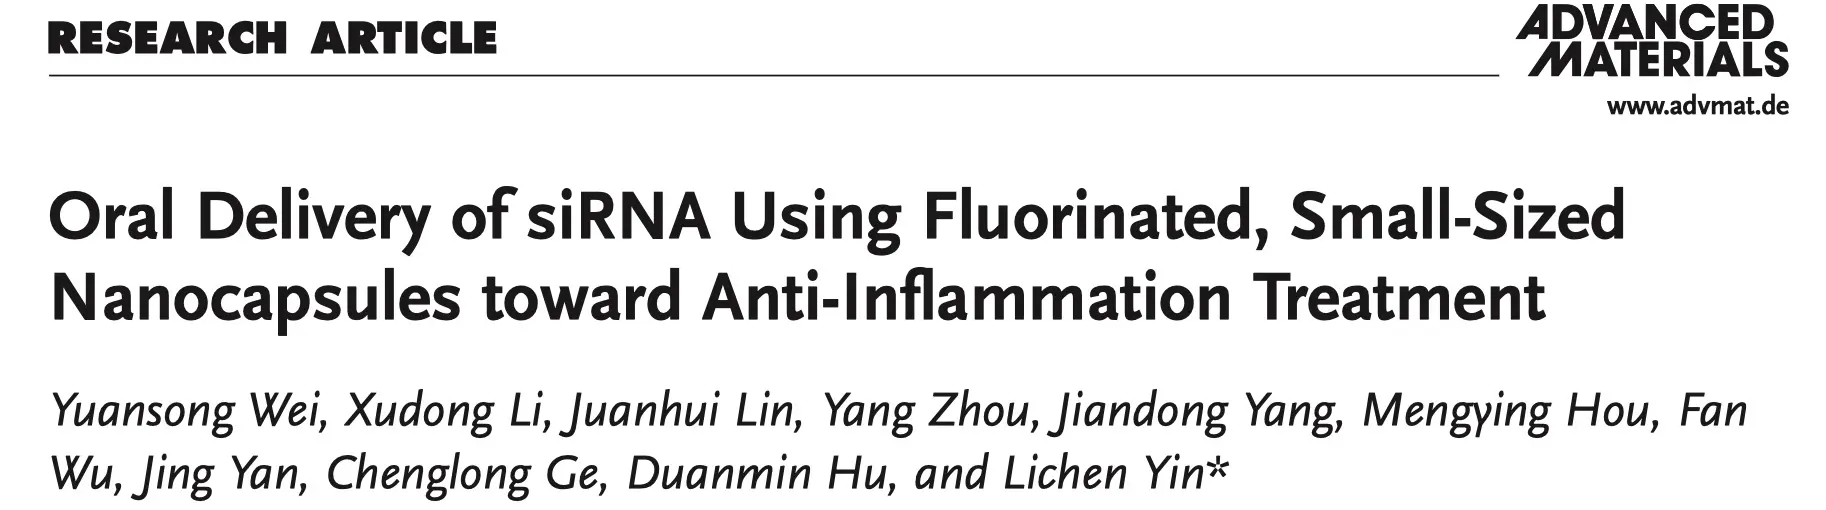 RESEARCH ARTICLE
ADVANCED
MATERIALS
www.advmat.de
Oral Delivery of siRNA Using Fluorinated, Small-Sized
Nanocapsules toward Anti-Inflammation Treatment
Yuansong Wei, Xudong Li, Juanhui Lin, Yang Zhou, Jiandong Yang, Mengying Hou, Fan
Wu, Jing Yan, Chenglong Ge, Duanmin Hu, and Lichen Yin*